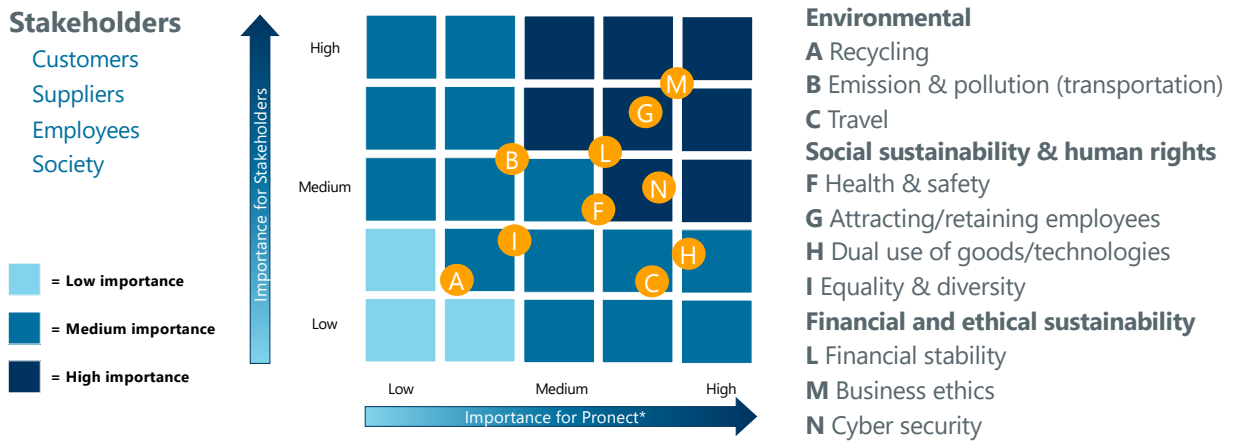 Stakeholders
Customers
Suppliers
Employees
Society
= Low importance
= Medium importance
= High importance
Importance for Stakeholders
High
Medium
Low
M
G
L
B
N
F
I
H
A
C
Low Medium High
Importance for Pronect*
Environmental
A Recycling
B Emission & pollution (transportation)
C Travel
Social sustainability & human rights
F Health & safety
G Attracting/retaining employees
H Dual use of goods/technologies
I Equality & diversity
Financial and ethical sustainability
L Financial stability
M Business ethics
N Cyber security